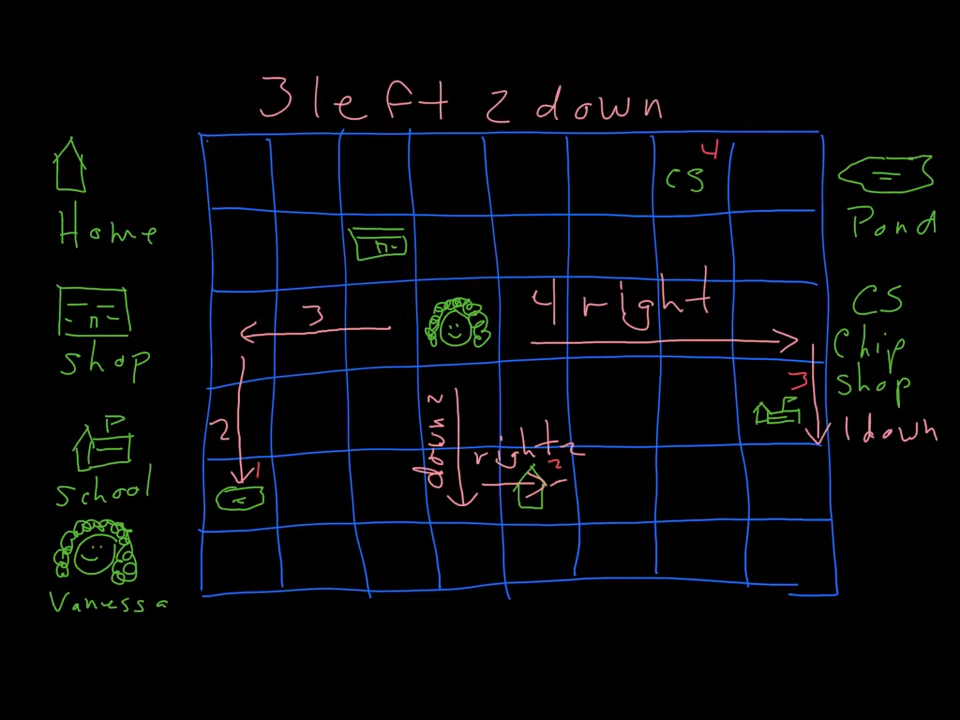 3 left 2 down
4
CS
Home
Pond
n
4 right
3
CS
n
Chip
shop
3
shop
P
2
down 2
1 down
P
right 2
2
1
school
Vanessa